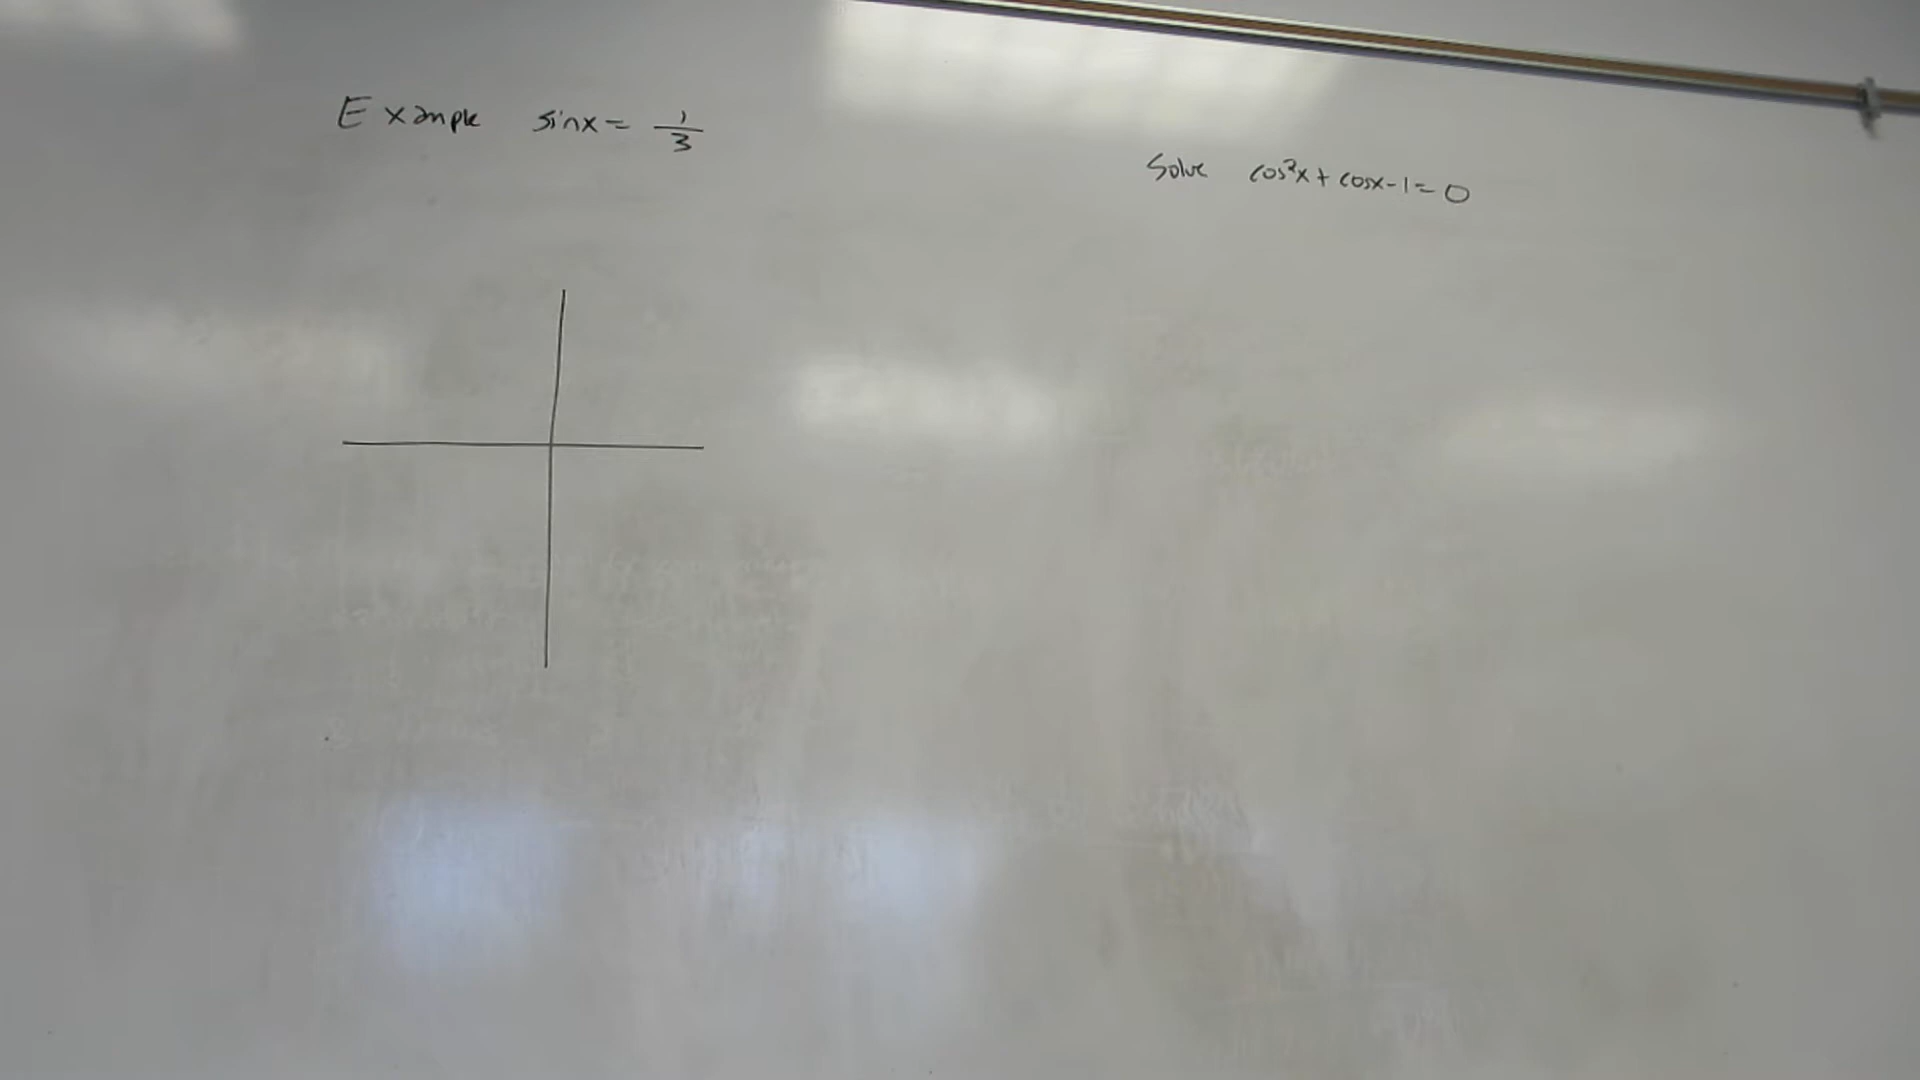 Example sinx = 1/3
Solve cos²x + cosx - 1 = 0